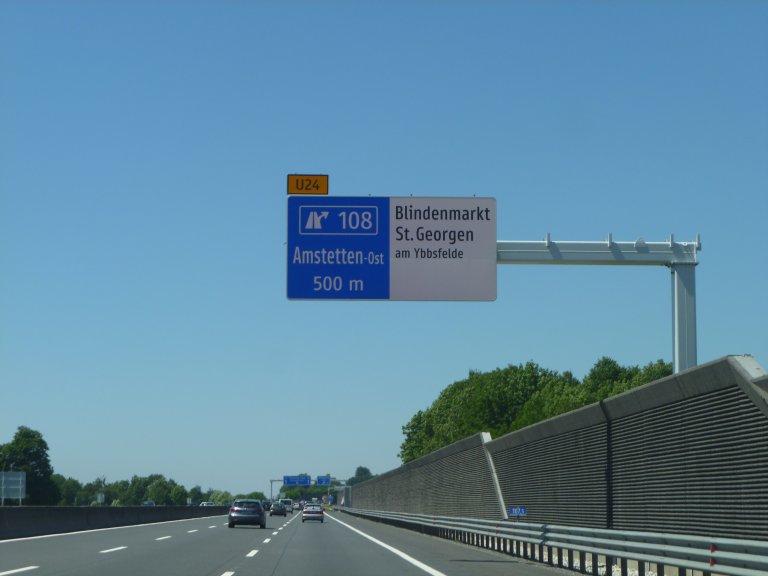 U24
108
Amstetten-Ost
500 m
Blindenmarkt
St. Georgen
am Ybbsfelde